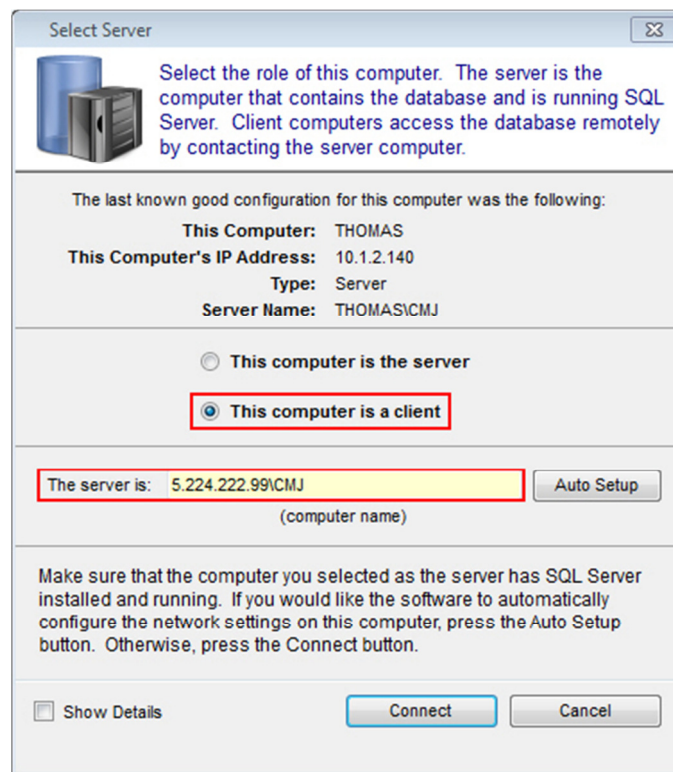 Select Server
Select the role of this computer. The server is the
computer that contains the database and is running SQL
Server. Client computers access the database remotely
by contacting the server computer.
The last known good configuration for this computer was the following:
This Computer: THOMAS
This Computer's IP Address: 10.1.2.140
Type: Server
Server Name: THOMAS\CMJ
This computer is the server
This computer is a client
The server is: 5.224.222.99\CMJ
Auto Setup
(computer name)
Make sure that the computer you selected as the server has SQL Server
installed and running. If you would like the software to automatically
configure the network settings on this computer, press the Auto Setup
button. Otherwise, press the Connect button.
Show Details
Connect
Cancel